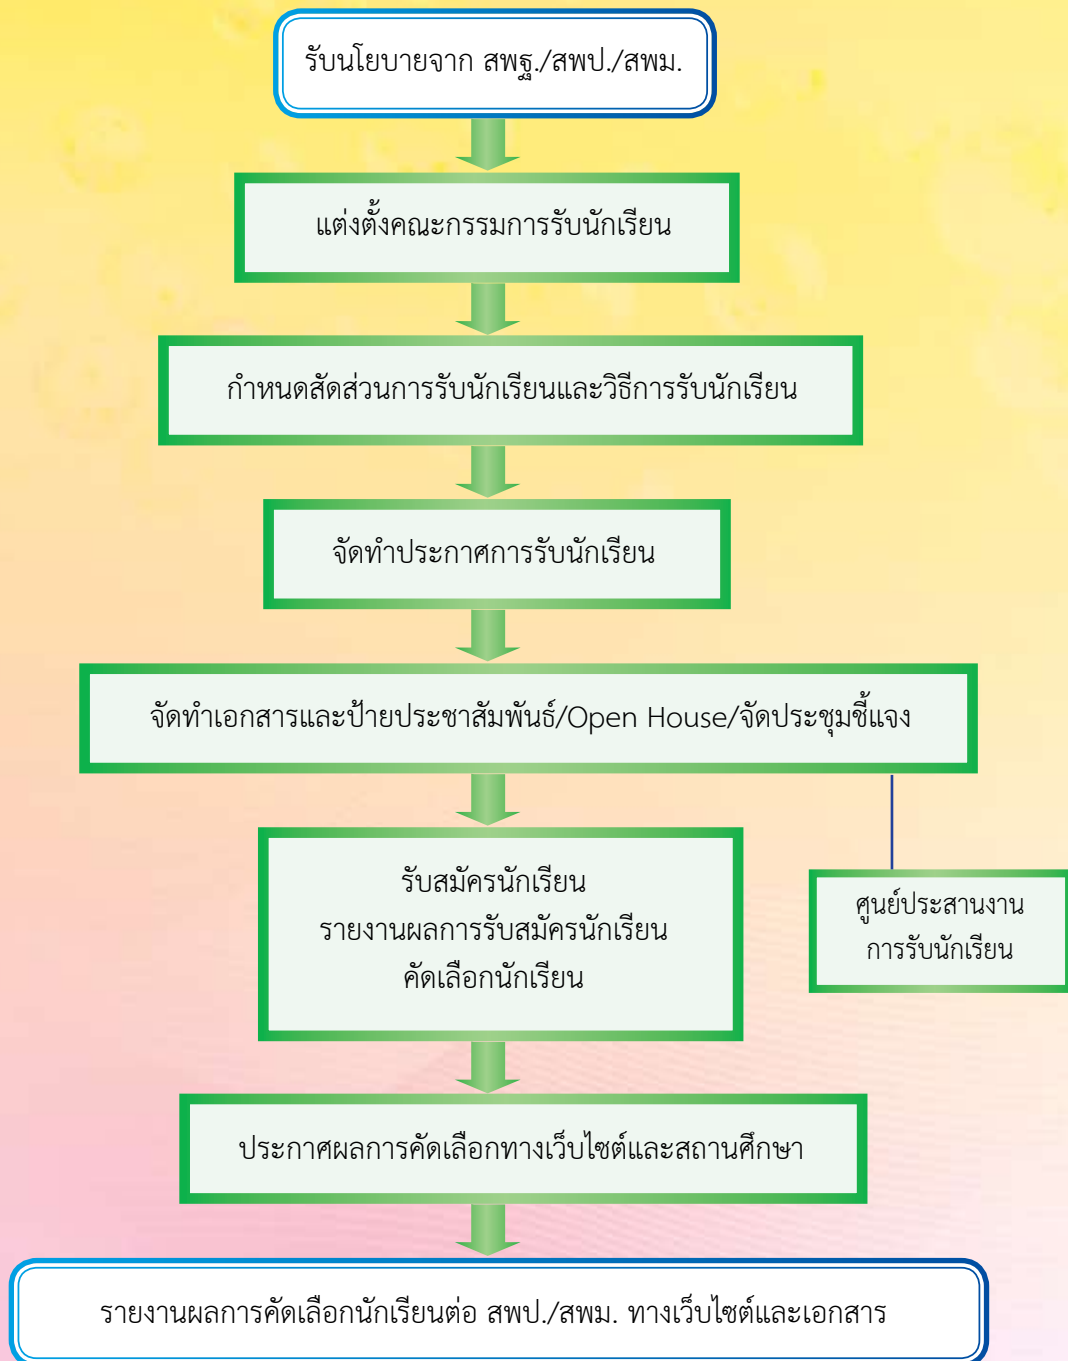 รับนโยบายจาก สพฐ./สพป./สพม.
แต่งตั้งคณะกรรมการรับนักเรียน
กำหนดสัดส่วนการรับนักเรียนและวิธีการรับนักเรียน
จัดทำประกาศการรับนักเรียน
จัดทำเอกสารและป้ายประชาสัมพันธ์/Open House/จัดประชุมชี้แจง
รับสมัครนักเรียน
รายงานผลการรับสมัครนักเรียน
คัดเลือกนักเรียน
ศูนย์ประสานงาน
การรับนักเรียน
ประกาศผลการคัดเลือกทางเว็บไซต์และสถานศึกษา
รายงานผลการคัดเลือกนักเรียนต่อ สพป./สพม. ทางเว็บไซต์และเอกสาร